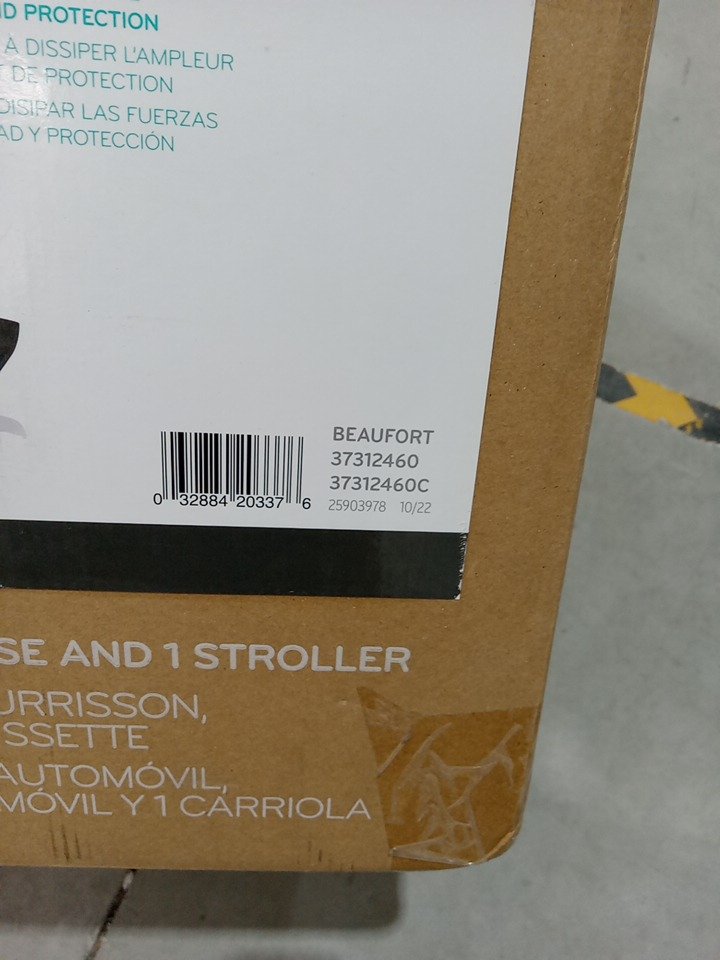 ND PROTECTION
À DISSIPER L'AMPLEUR
DE PROTECTION
DISIPAR LAS FUERZAS
AD Y PROTECCIÓN
BEAUFORT
37312460
37312460C
25903978 10/22
0 32884 20337 6
SE AND 1 STROLLER
URRISSON,
SSETTE
AUTOMÓVIL,
MÓVIL Y 1 CARRIOLA